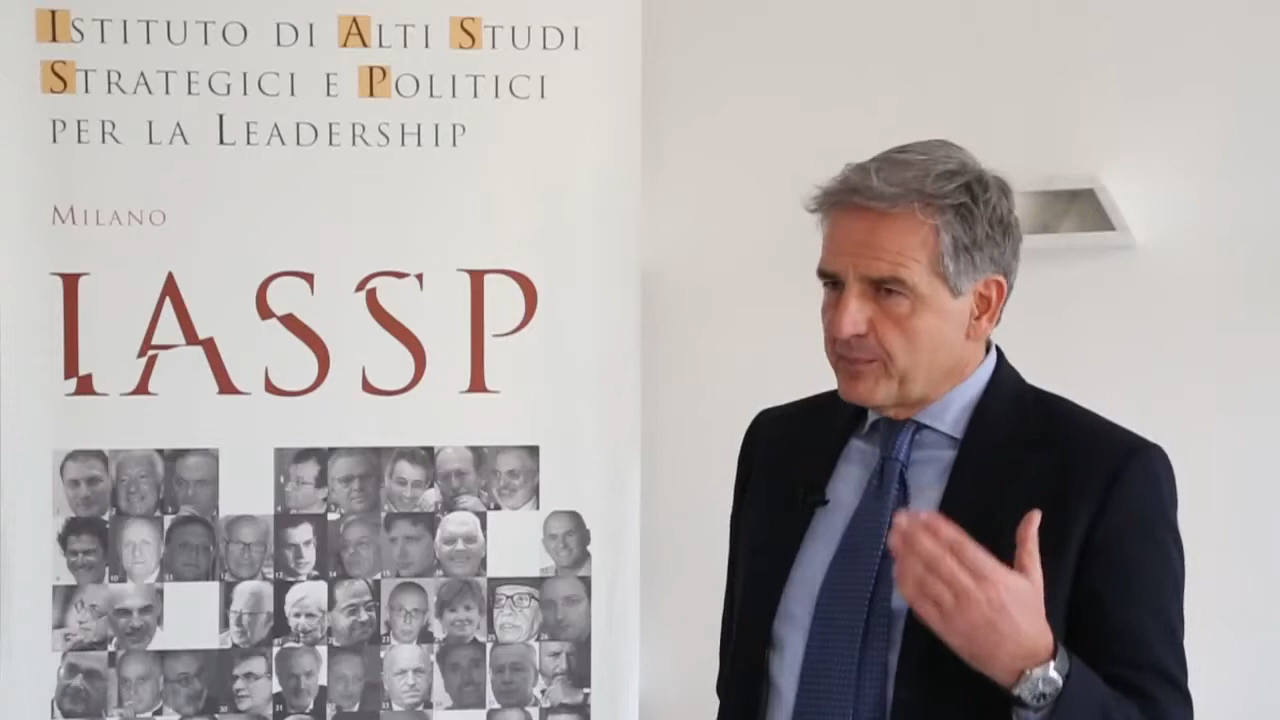 ISTITUTO DI ALTI STUDI
STRATEGICI E POLITICI
PER LA LEADERSHIP
MILANO
IASSP